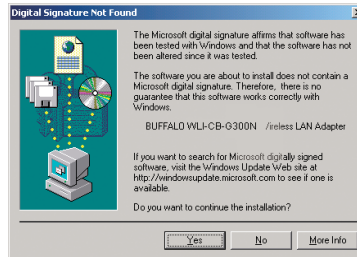 Digital Signature Not Found
The Microsoft digital signature affirms that software has
been tested with Windows and that the software has not
been altered since it was tested.
The software you are about to install does not contain a
Microsoft digital signature. Therefore, there is no
guarantee that this software works correctly with
Windows.
BUFFALO WLI-CB-G300N /ireless LAN Adapter
If you want to search for Microsoft digitally signed
software, visit the Windows Update Web site at
http://windowsupdate.microsoft.com to see if one is
available.
Do you want to continue the installation?
Yes No More Info